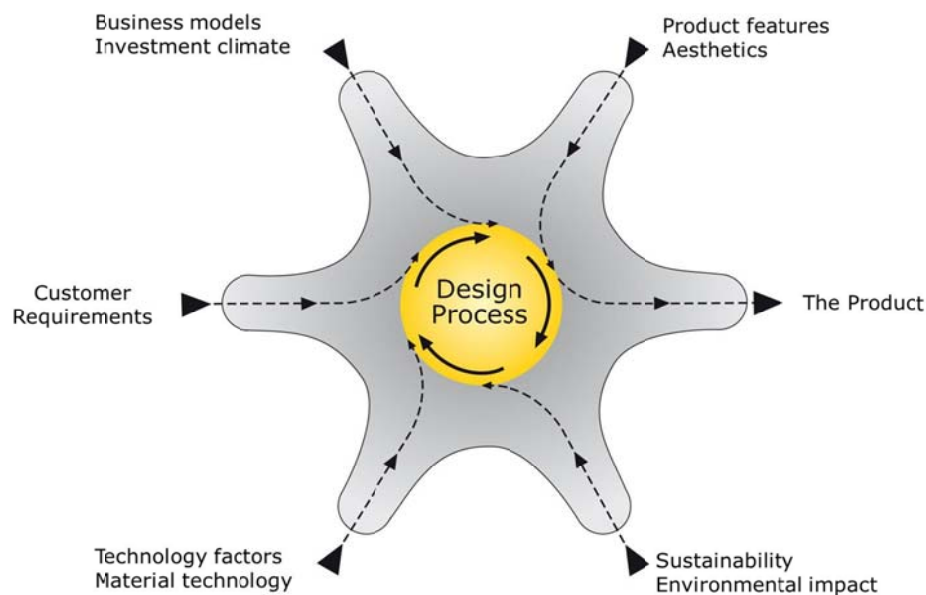 Business models
Investment climate
Product features
Aesthetics
Customer
Requirements
Design
Process
The Product
Technology factors
Material technology
Sustainability
Environmental impact